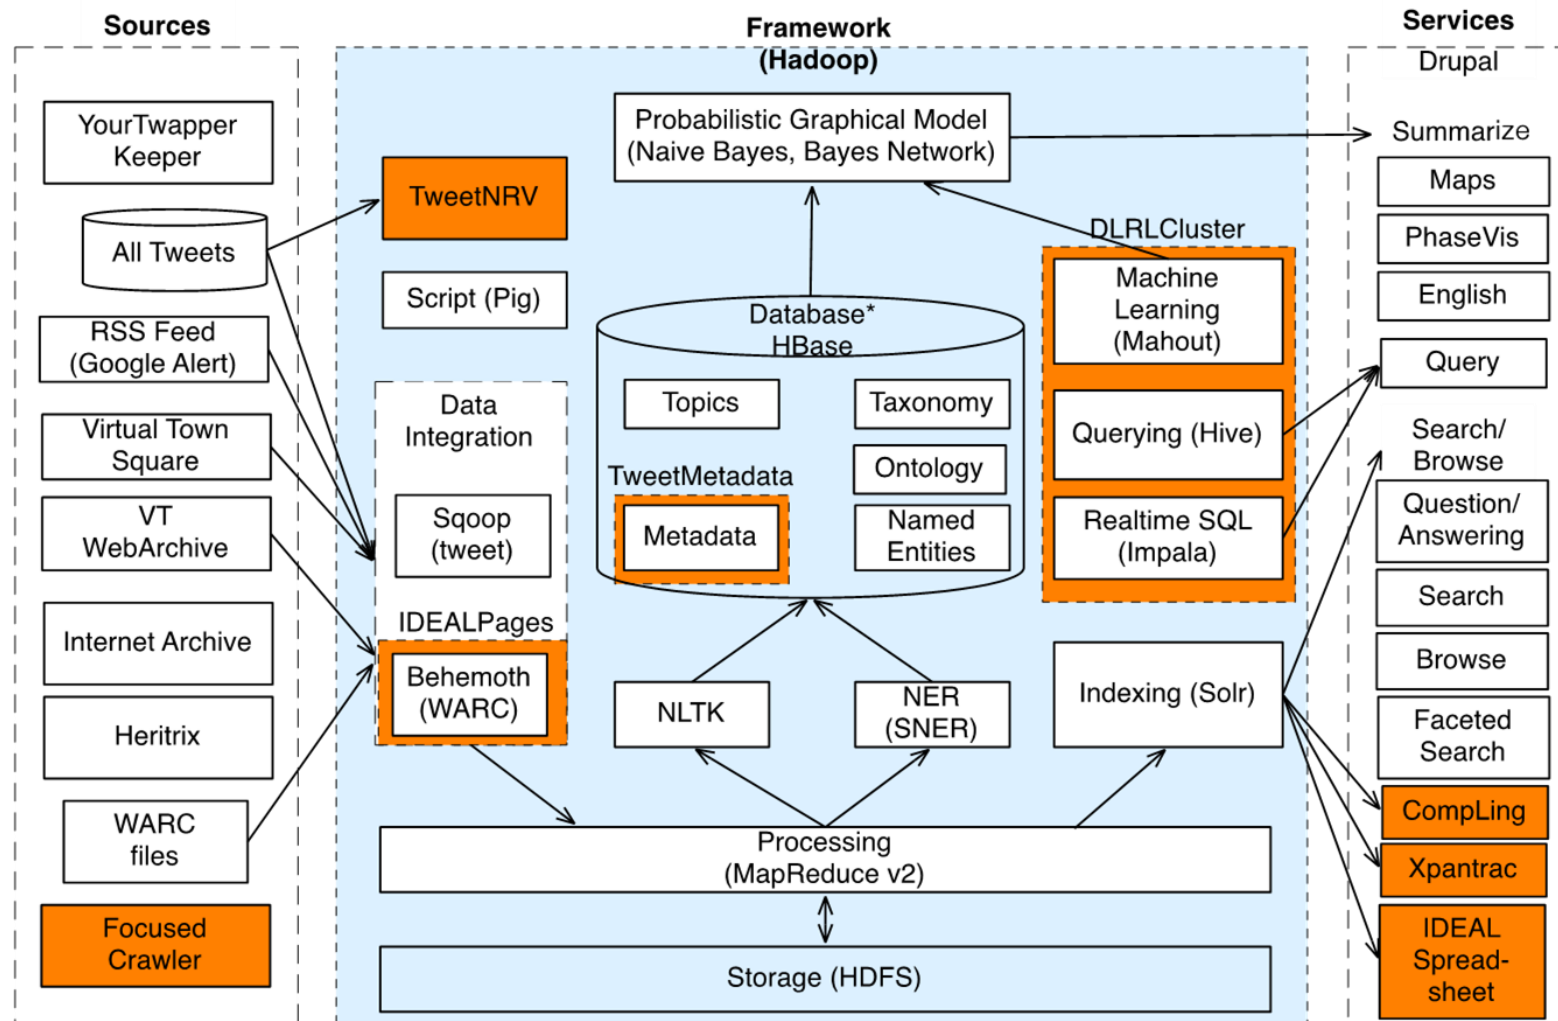 Sources
YourTwapper
Keeper
All Tweets
RSS Feed
(Google Alert)
Virtual Town
Square
VT
WebArchive
Internet Archive
Heritrix
WARC
files
Focused
Crawler
Framework
(Hadoop)
Probabilistic Graphical Model
(Naive Bayes, Bayes Network)
TweetNRV
Script (Pig)
Data
Integration
Sqoop
(tweet)
IDEALPages
Behemoth
(WARC)
Database*
HBase
Topics
Taxonomy
Ontology
TweetMetadata
Metadata
Named
Entities
DLRLCluster
Machine
Learning
(Mahout)
Querying (Hive)
Realtime SQL
(Impala)
NLTK
NER
(SNER)
Indexing (Solr)
Processing
(MapReduce v2)
Storage (HDFS)
Services
Drupal
Summarize
Maps
PhaseVis
English
Query
Search/
Browse
Question/
Answering
Search
Browse
Faceted
Search
CompLing
Xpantrac
IDEAL
Spread-
sheet